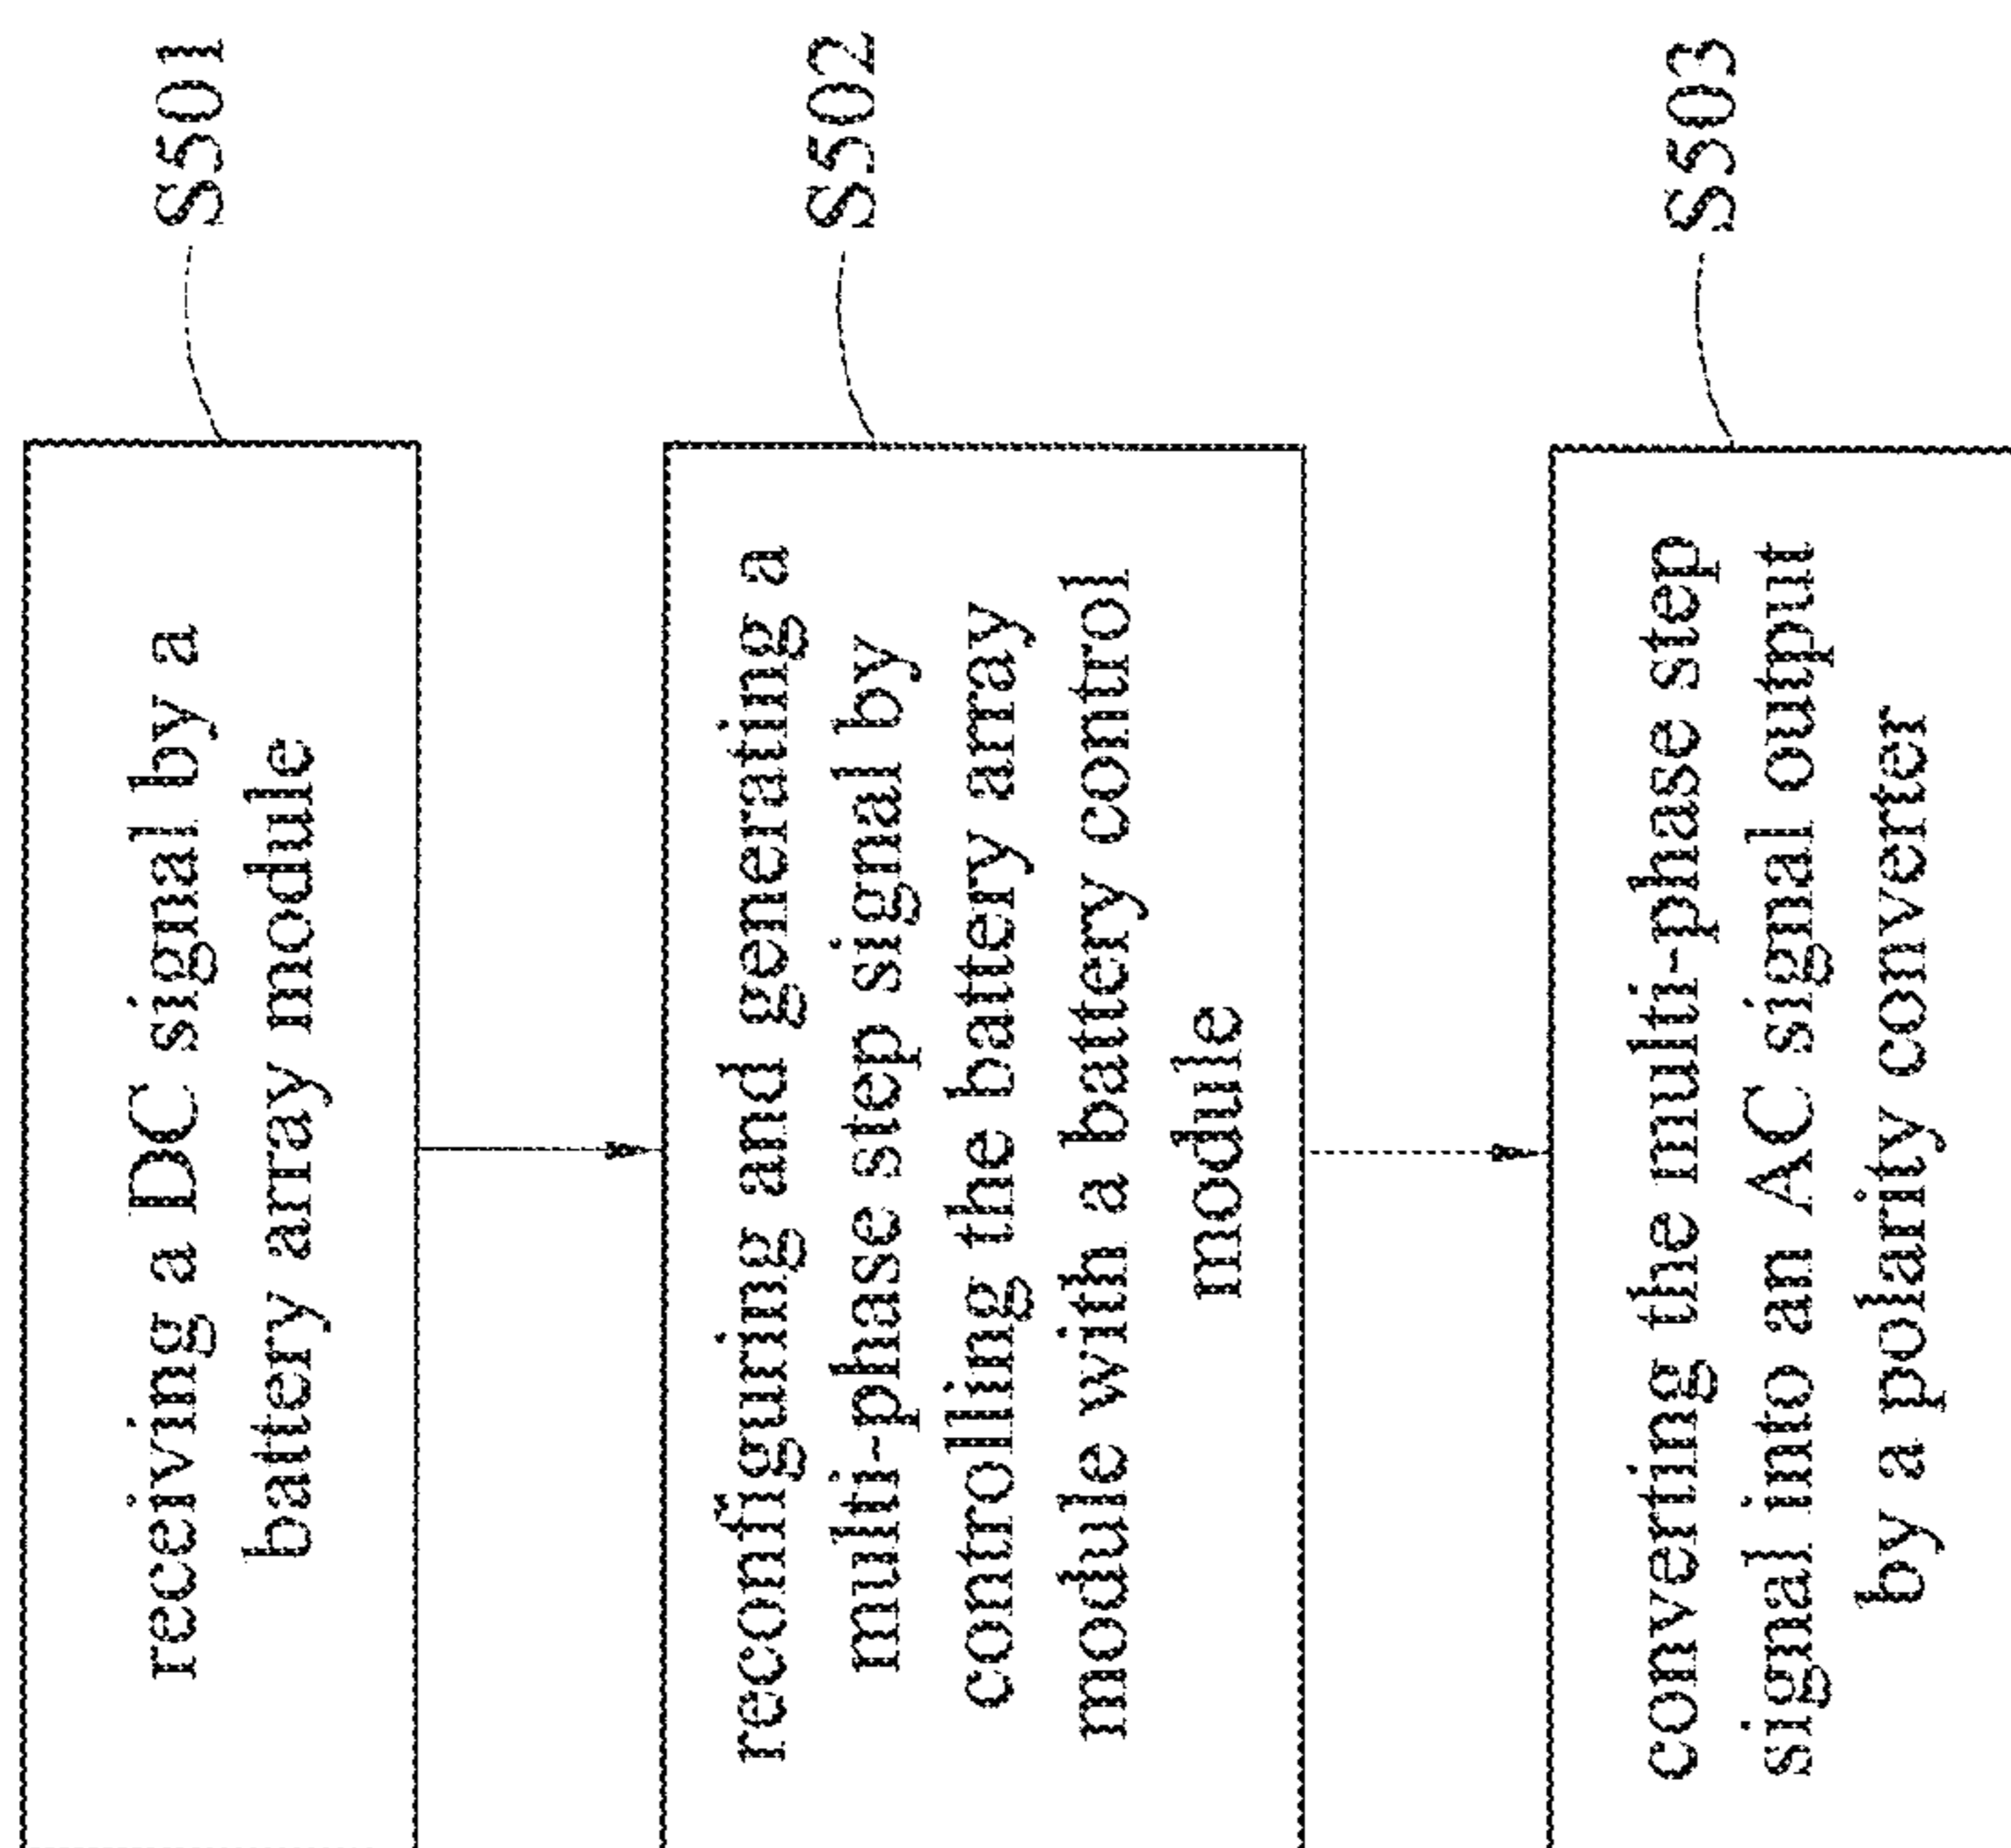 receiving a DC signal by a
battery array module
S501
reconfiguring and generating a
multi-phase step signal by
controlling the battery array
module with a battery control
module
S502
converting the multi-phase step
signal into an AC signal output
by a polarity converter
S503